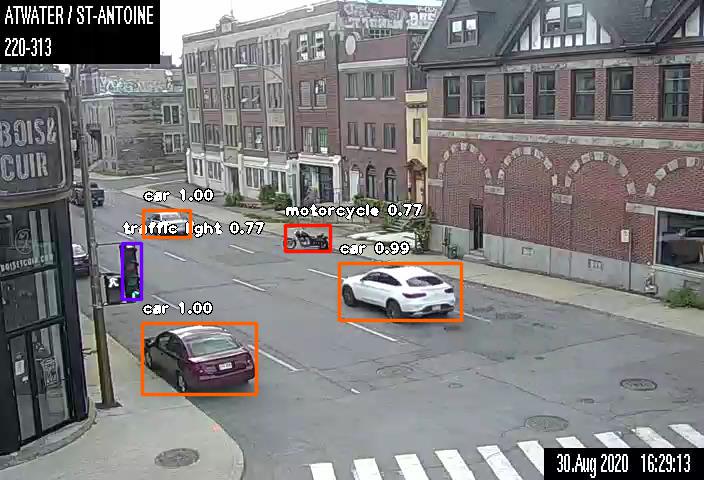 ATWATER / ST-ANTOINE
220-313
BOIS&
CUIR
car 1.00
traffic light 0.77
motorcycle 0.77
car 0.99
car 1.00
30.Aug 2020 16:29:13